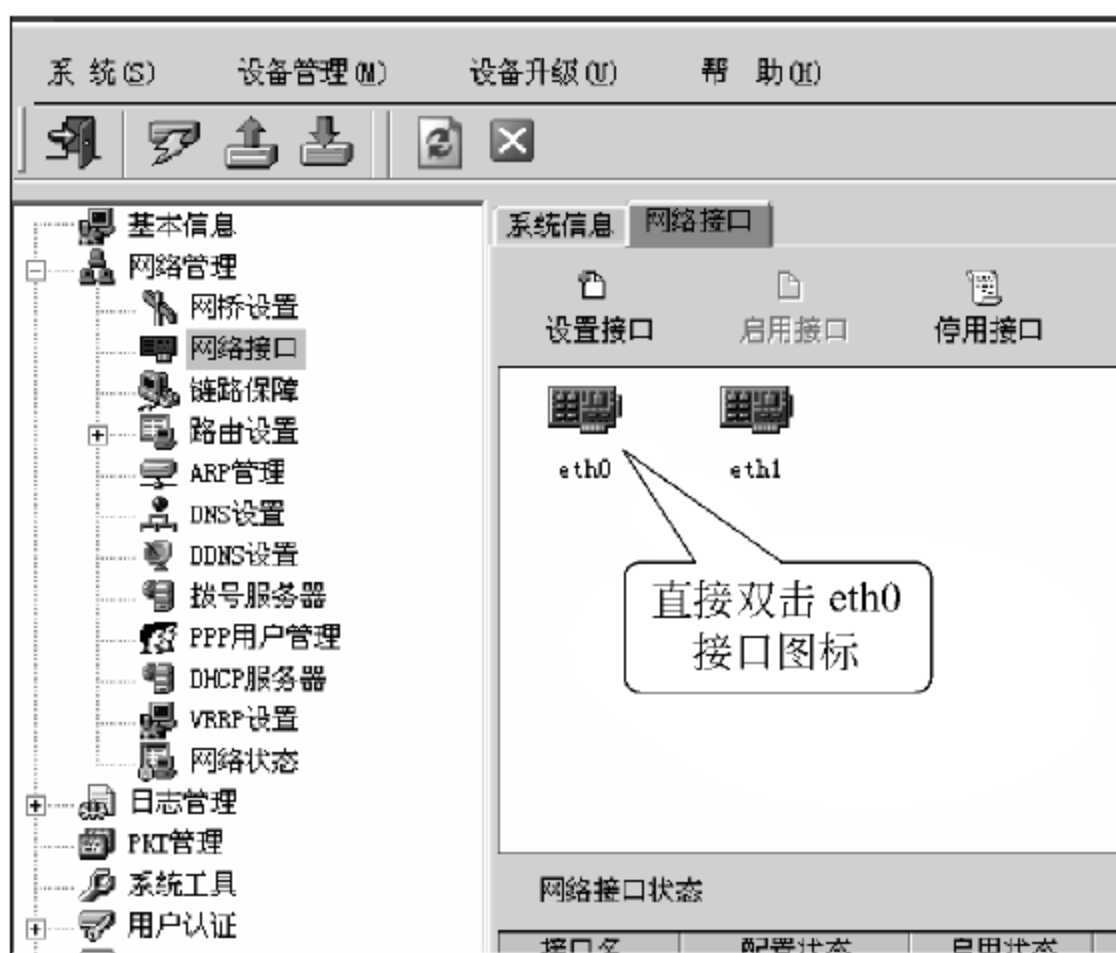 系 统(S) 设备管理(M) 设备升级(U) 帮 助(H)
基本信息
网络管理
网桥设置
网络接口
链路保障
路由设置
ARP管理
DNS设置
DDNS设置
拨号服务器
PPP用户管理
DHCP服务器
VRRP设置
网络状态
日志管理
PKI管理
系统工具
用户认证
系统信息 网络接口
设置接口 启用接口 停用接口
eth0 eth1
直接双击 eth0
接口图标
网络接口状态
接口名 配置状态 启用状态